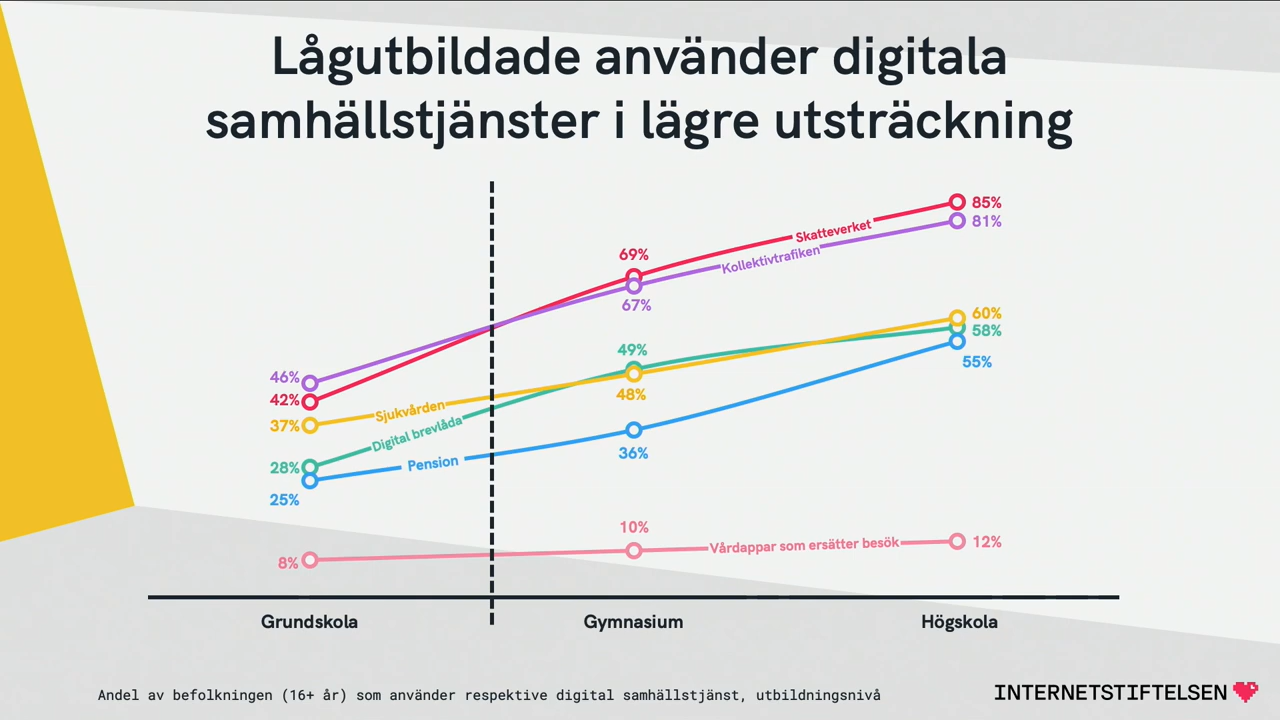 Lågutbildade använder digitala
samhällstjänster i lägre utsträckning
85%
81%
Skatteverket
Kollektivtrafiken
69%
67%
60%
58%
55%
49%
48%
46%
42%
37%
Sjukvården
Digital brevlåda
28%
25%
Pension
36%
8%
10%
Vårdappar som ersätter besök
12%
Grundskola
Gymnasium
Högskola
Andel av befolkningen (16+ år) som använder respektive digital samhällstjänst, utbildningsnivå
INTERNETSTIFTELSEN